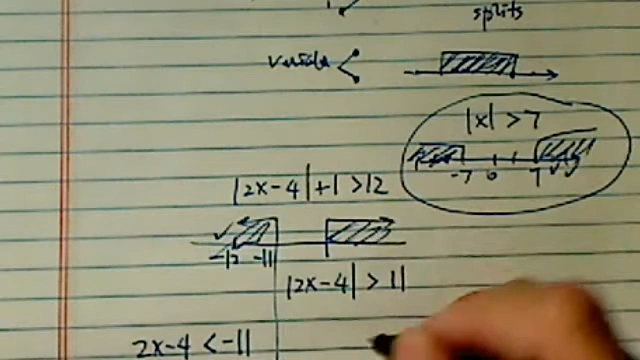 splits
variable <
|x| > 7
-7 0 7
|2x-4|+1 > 12
-12 -11
|2x-4| > 11
2x-4 < -11